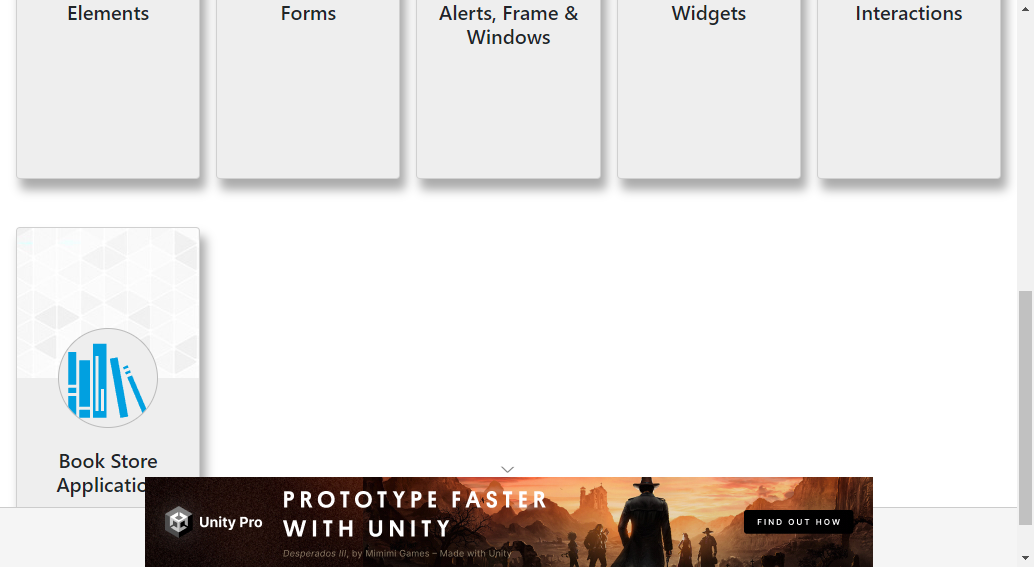 Elements
Forms
Alerts, Frame &
Windows
Widgets
Interactions
Book Store
Applicatio
Unity Pro
PROTOTYPE FASTER
WITH UNITY
Desperados III, by Mimimi Games – Made with Unity
FIND OUT HOW